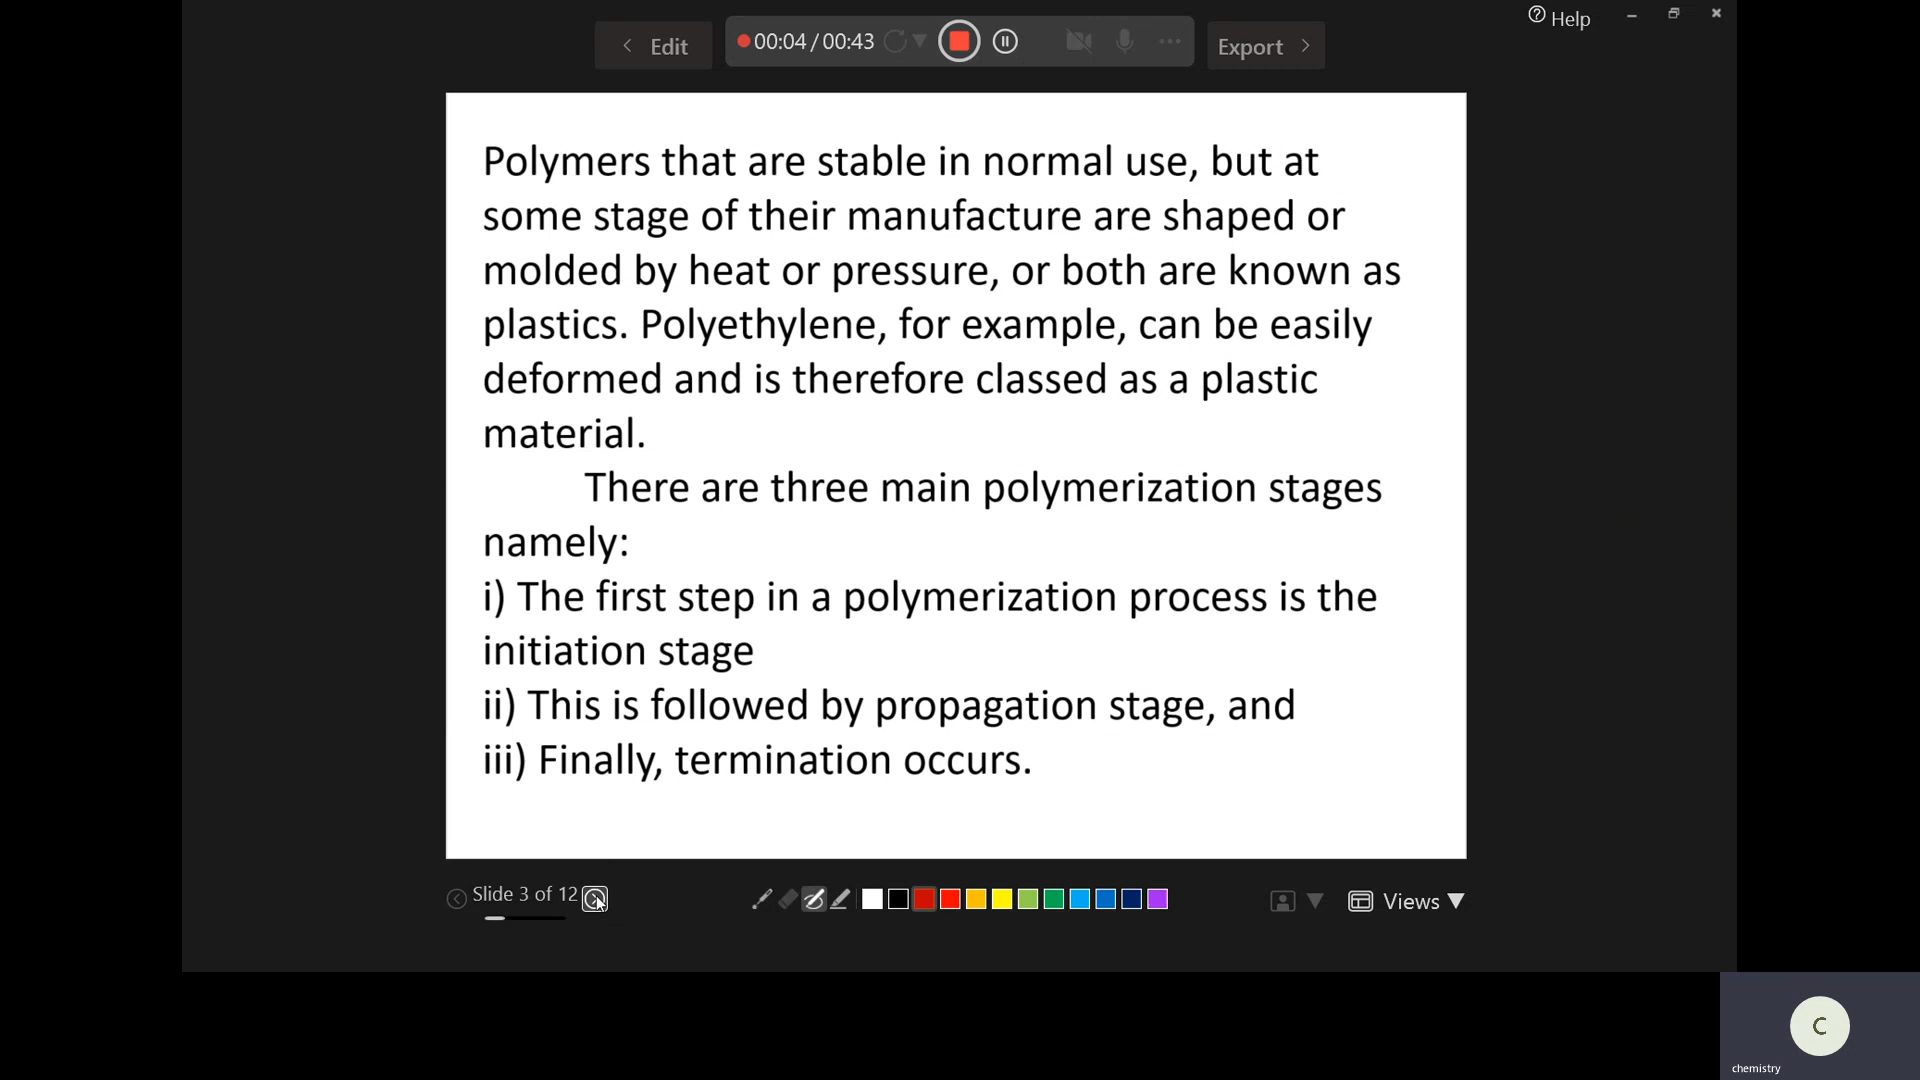 Help
Edit
00:04 / 00:43
Export
Polymers that are stable in normal use, but at
some stage of their manufacture are shaped or
molded by heat or pressure, or both are known as
plastics. Polyethylene, for example, can be easily
deformed and is therefore classed as a plastic
material.
There are three main polymerization stages
namely:
i) The first step in a polymerization process is the
initiation stage
ii) This is followed by propagation stage, and
iii) Finally, termination occurs.
Slide 3 of 12
Views
C
chemistry